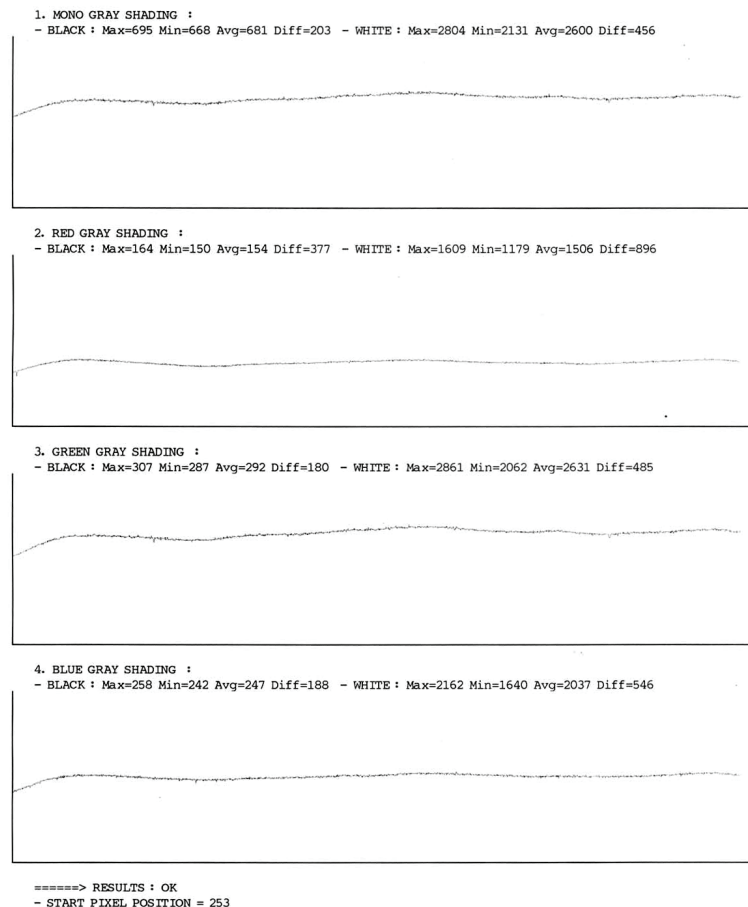 1. MONO GRAY SHADING :
- BLACK : Max=695 Min=668 Avg=681 Diff=203 - WHITE : Max=2804 Min=2131 Avg=2600 Diff=456
2. RED GRAY SHADING :
- BLACK : Max=164 Min=150 Avg=154 Diff=377 - WHITE : Max=1609 Min=1179 Avg=1506 Diff=896
3. GREEN GRAY SHADING :
- BLACK : Max=307 Min=287 Avg=292 Diff=180 - WHITE : Max=2861 Min=2062 Avg=2631 Diff=485
4. BLUE GRAY SHADING :
- BLACK : Max=258 Min=242 Avg=247 Diff=188 - WHITE : Max=2162 Min=1640 Avg=2037 Diff=546
======> RESULTS : OK
- START PIXEL POSITION = 253